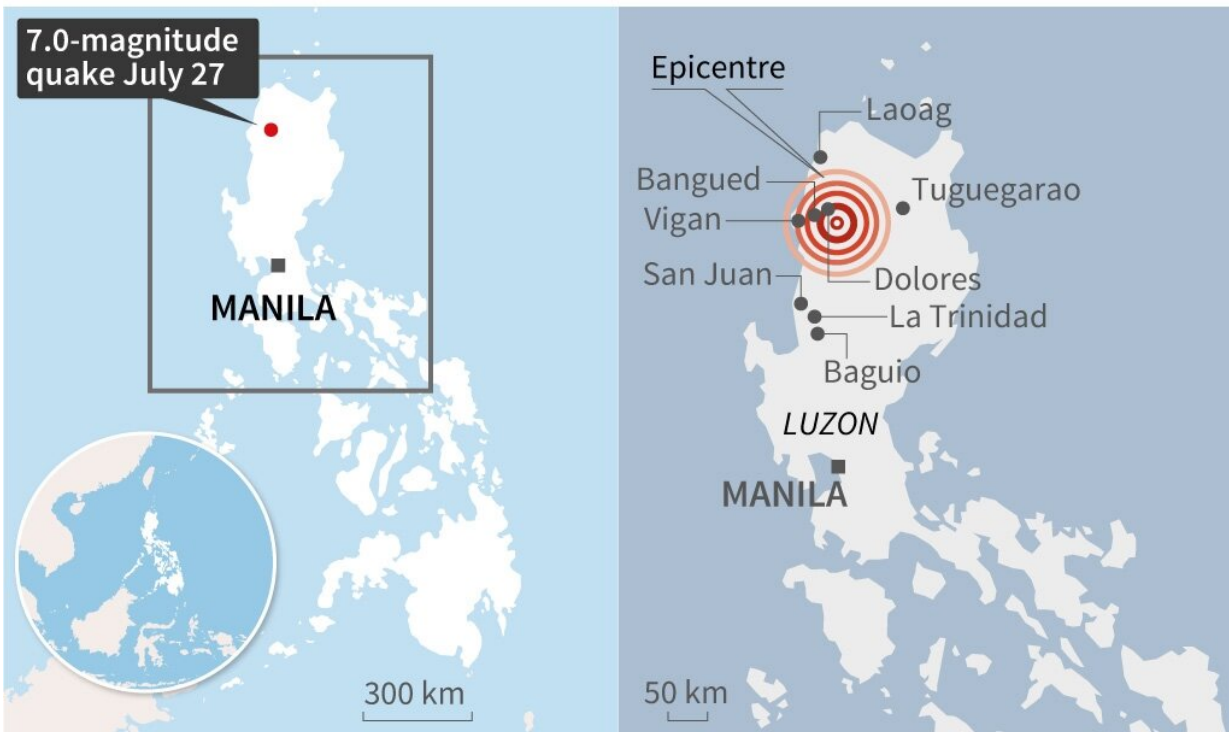 7.0-magnitude
quake July 27
MANILA
300 km
Epicentre
Laoag
Bangued
Tuguegarao
Vigan
San Juan
Dolores
La Trinidad
Baguio
LUZON
MANILA
50 km